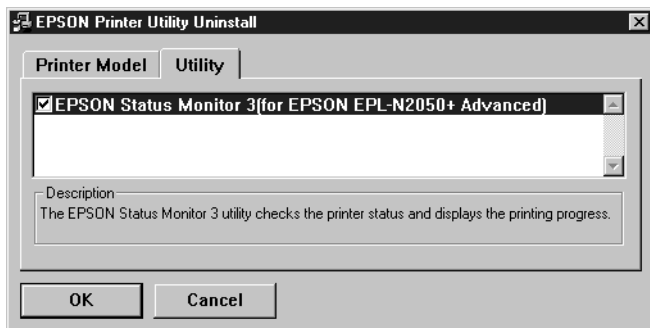 EPSON Printer Utility Uninstall
Printer Model
Utility
EPSON Status Monitor 3(for EPSON EPL-N2050+ Advanced)
Description
The EPSON Status Monitor 3 utility checks the printer status and displays the printing progress.
OK
Cancel